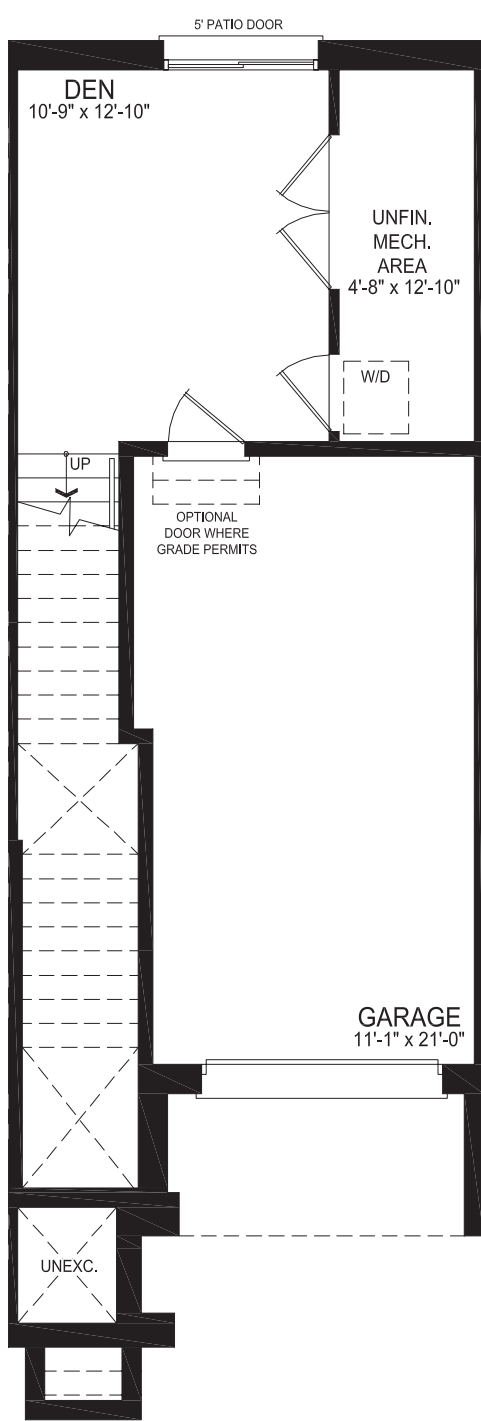 5' PATIO DOOR
DEN
10'-9" x 12'-10"
UNFIN.
MECH.
AREA
4'-8" x 12'-10"
W/D
UP
OPTIONAL
DOOR WHERE
GRADE PERMITS
GARAGE
11'-1" x 21'-0"
UNEXC.